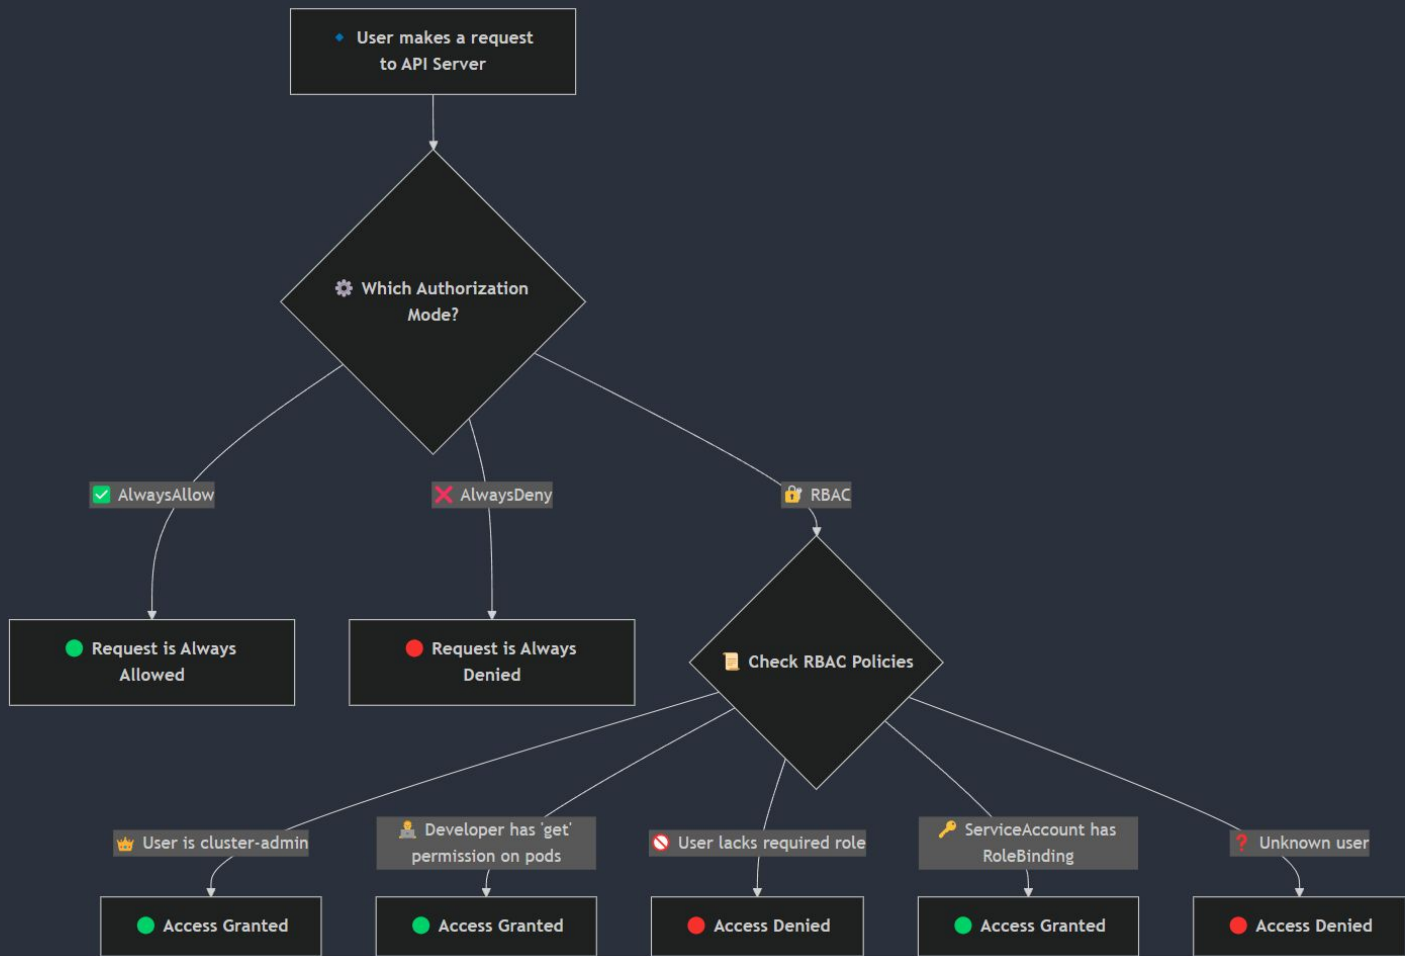 🔹 User makes a request
to API Server
⚙️ Which Authorization
Mode?
✅ AlwaysAllow
❌ AlwaysDeny
🔐 RBAC
🟢 Request is Always
Allowed
🔴 Request is Always
Denied
📜 Check RBAC Policies
👑 User is cluster-admin
🧑‍💻 Developer has 'get'
permission on pods
🚫 User lacks required role
🔑 ServiceAccount has
RoleBinding
❓ Unknown user
🟢 Access Granted
🟢 Access Granted
🔴 Access Denied
🟢 Access Granted
🔴 Access Denied